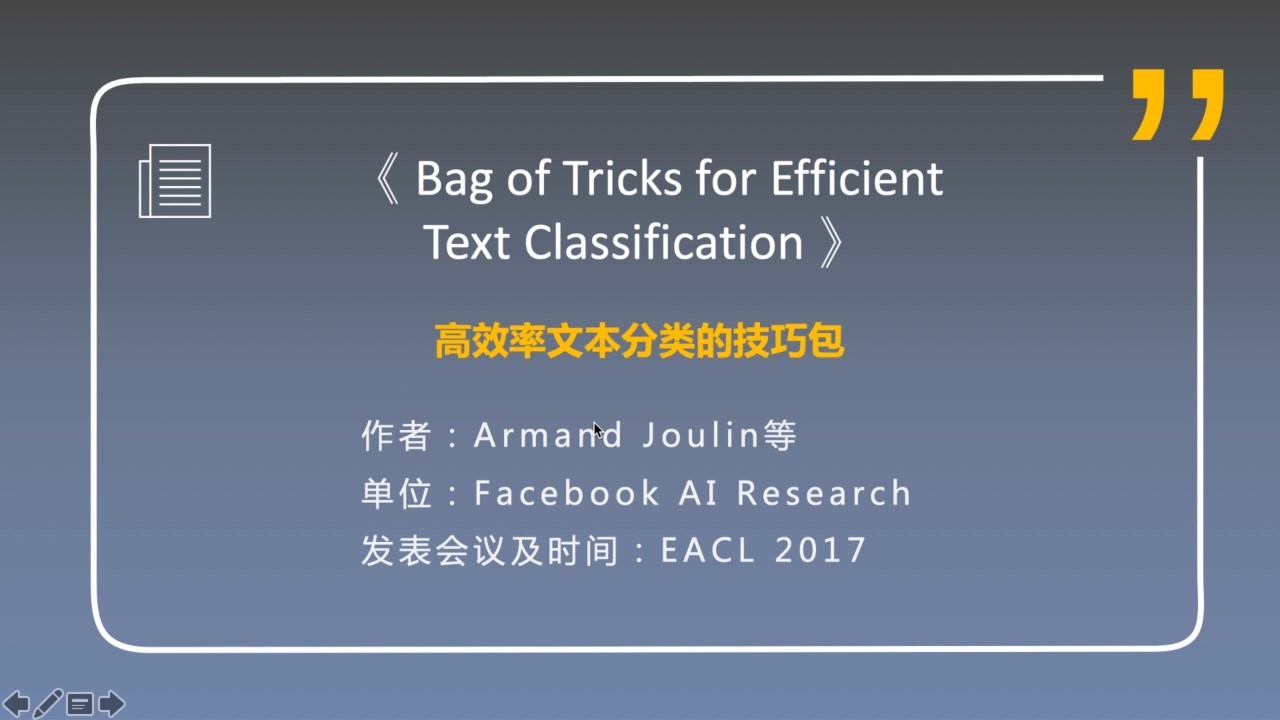 《 Bag of Tricks for Efficient
Text Classification 》
高效率文本分类的技巧包
作者：Armand Joulin等
单位：Facebook AI Research
发表会议及时间：EACL 2017